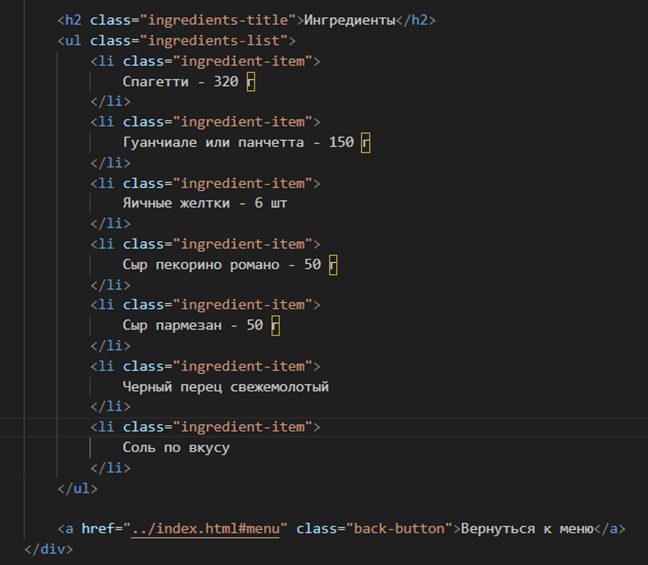 <h2 class="ingredients-title">Ингредиенты</h2>
<ul class="ingredients-list">
<li class="ingredient-item">
Спагетти - 320 г
</li>
<li class="ingredient-item">
Гуанчиале или панчетта - 150 г
</li>
<li class="ingredient-item">
Яичные желтки - 6 шт
</li>
<li class="ingredient-item">
Сыр пекорино романо - 50 г
</li>
<li class="ingredient-item">
Сыр пармезан - 50 г
</li>
<li class="ingredient-item">
Черный перец свежемолотый
</li>
<li class="ingredient-item">
Соль по вкусу
</li>
</ul>
<a href="../index.html#menu" class="back-button">Вернуться к меню</a>
</div>